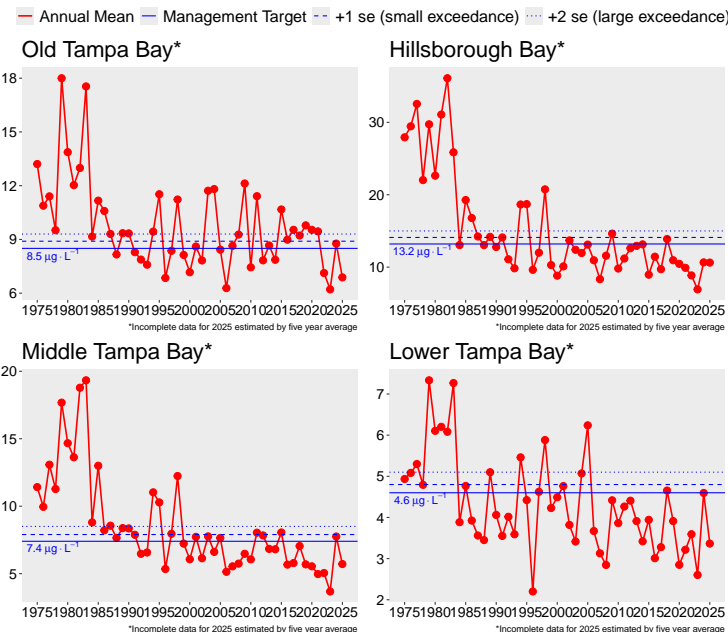 Annual Mean Management Target +1 se (small exceedance) +2 se (large exceedance)
Old Tampa Bay*
18
15
12
9
6
8.5 μg · L⁻¹
1975 1980 1985 1990 1995 2000 2005 2010 2015 2020 2025
*Incomplete data for 2025 estimated by five year average
Hillsborough Bay*
30
20
10
13.2 μg · L⁻¹
1975 1980 1985 1990 1995 2000 2005 2010 2015 2020 2025
*Incomplete data for 2025 estimated by five year average
Middle Tampa Bay*
20
15
10
5
7.4 μg · L⁻¹
1975 1980 1985 1990 1995 2000 2005 2010 2015 2020 2025
*Incomplete data for 2025 estimated by five year average
Lower Tampa Bay*
7
6
5
4
3
2
4.6 μg · L⁻¹
1975 1980 1985 1990 1995 2000 2005 2010 2015 2020 2025
*Incomplete data for 2025 estimated by five year average